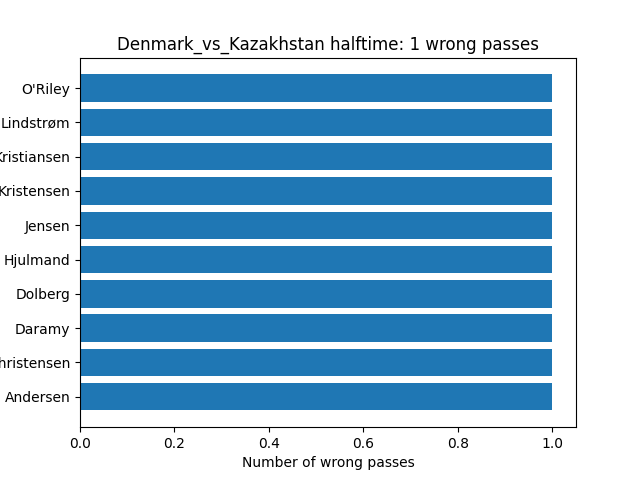 Denmark_vs_Kazakhstan halftime: 1 wrong passes
O'Riley
Lindstrøm
Kristiansen
Kristensen
Jensen
Hjulmand
Dolberg
Daramy
hristensen
Andersen
0.0 0.2 0.4 0.6 0.8 1.0
Number of wrong passes